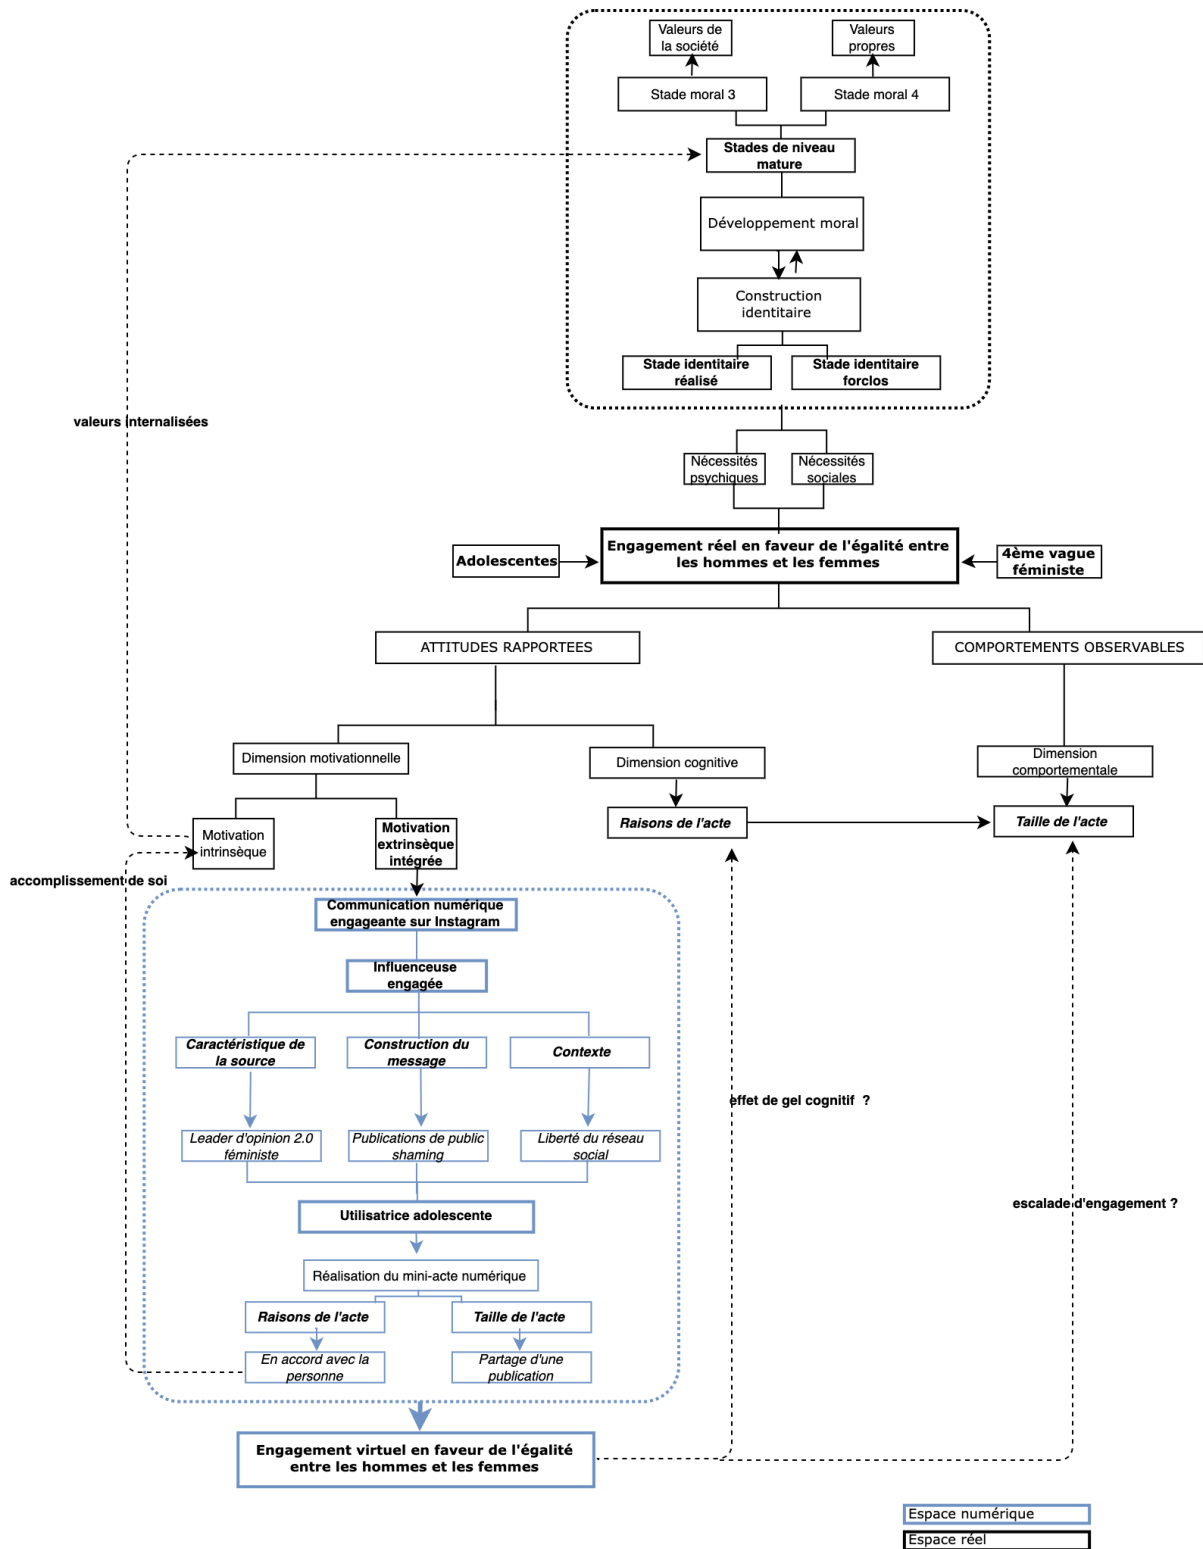 Valeurs de
la société
Valeurs
propres
Stade moral 3
Stade moral 4
Stades de niveau
mature
Développement moral
Construction
identitaire
Stade identitaire
réalisé
Stade identitaire
forclos
valeurs internalisées
Nécessités
psychiques
Nécessités
sociales
Adolescentes
Engagement réel en faveur de l'égalité entre
les hommes et les femmes
4ème vague
féministe
ATTITUDES RAPPORTEES
COMPORTEMENTS OBSERVABLES
Dimension motivationnelle
Dimension cognitive
Dimension
comportementale
Motivation
intrinsèque
Motivation
extrinsèque
intégrée
Raisons de l'acte
Taille de l'acte
accomplissement de soi
Communication numérique
engageante sur Instagram
Influenceuse
engagée
Caractéristique de
la source
Construction du
message
Contexte
effet de gel cognitif ?
Leader d'opinion 2.0
féministe
Publications de public
shaming
Liberté du réseau
social
escalade d'engagement ?
Utilisatrice adolescente
Réalisation du mini-acte numérique
Raisons de l'acte
Taille de l'acte
En accord avec la
personne
Partage d'une
publication
Engagement virtuel en faveur de l'égalité
entre les hommes et les femmes
Espace numérique
Espace réel